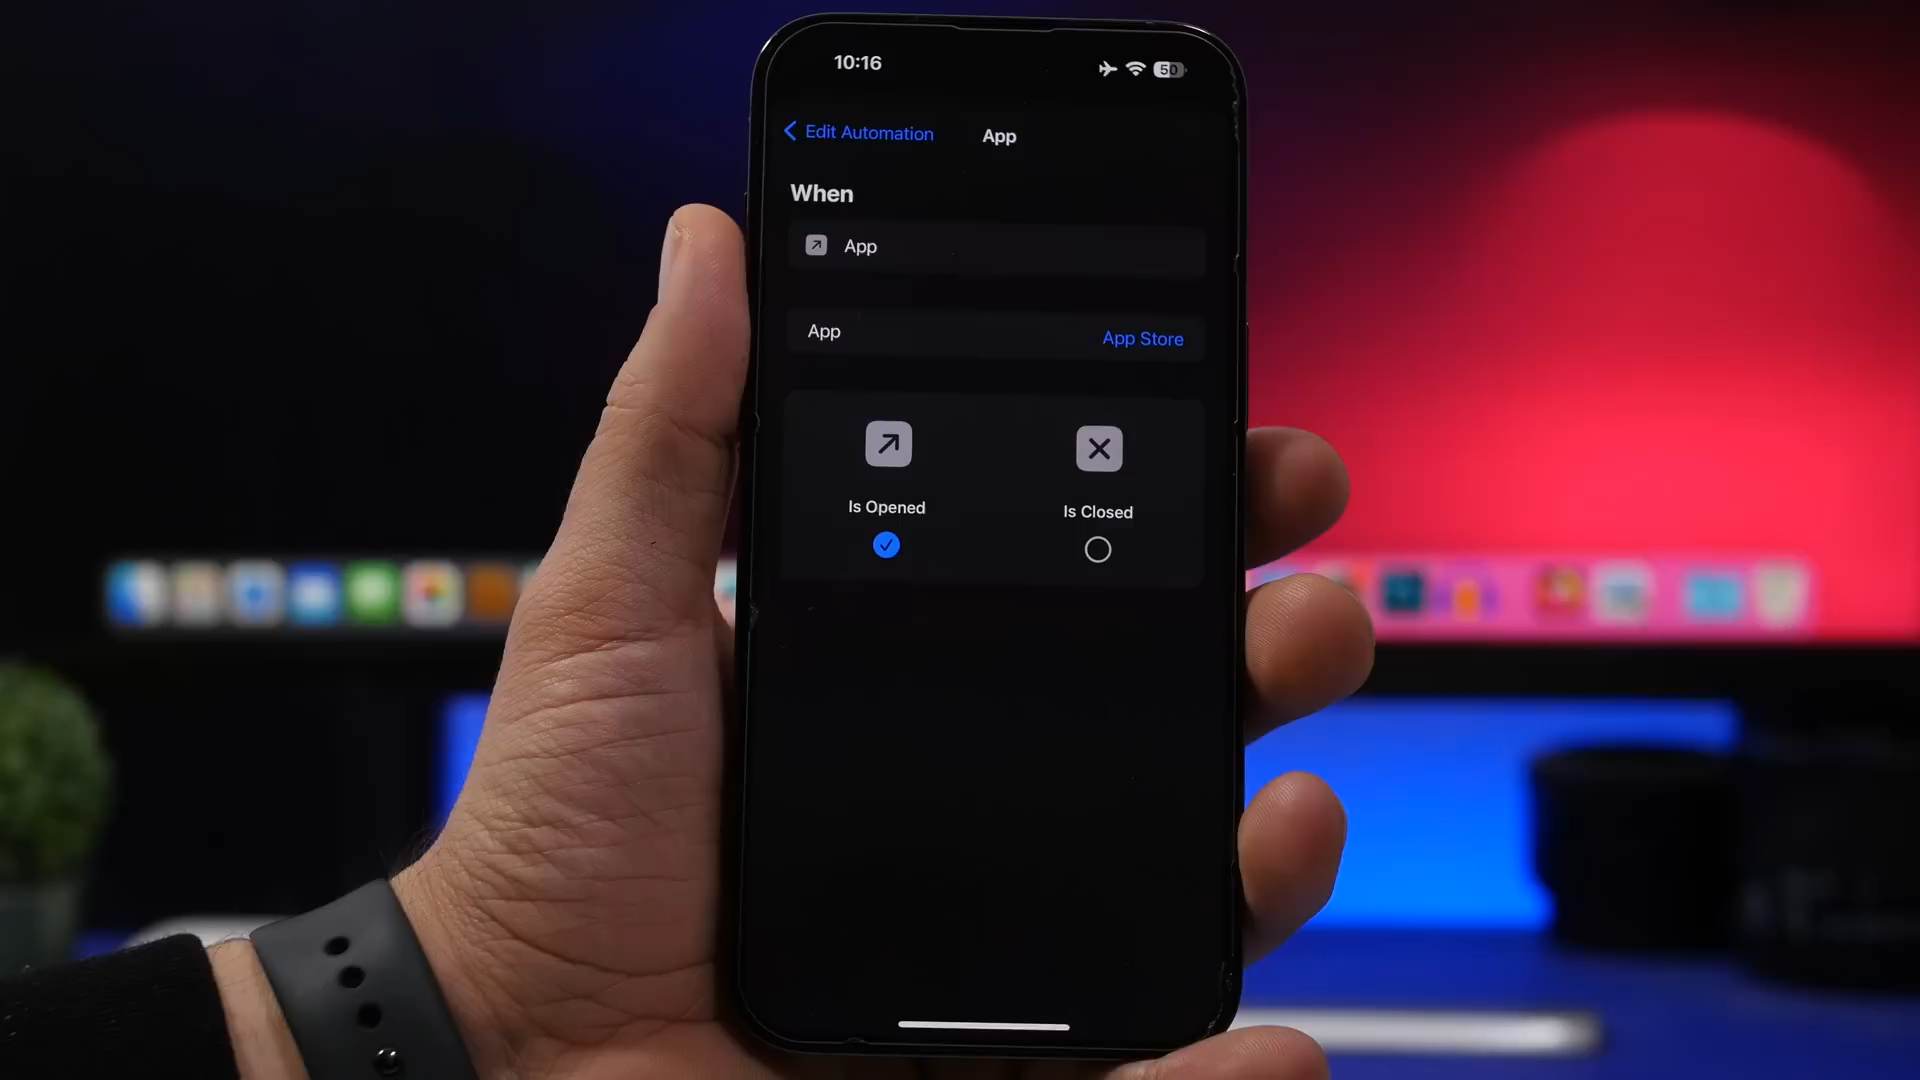 10:16
50
Edit Automation
App
When
App
App
App Store
Is Opened
Is Closed